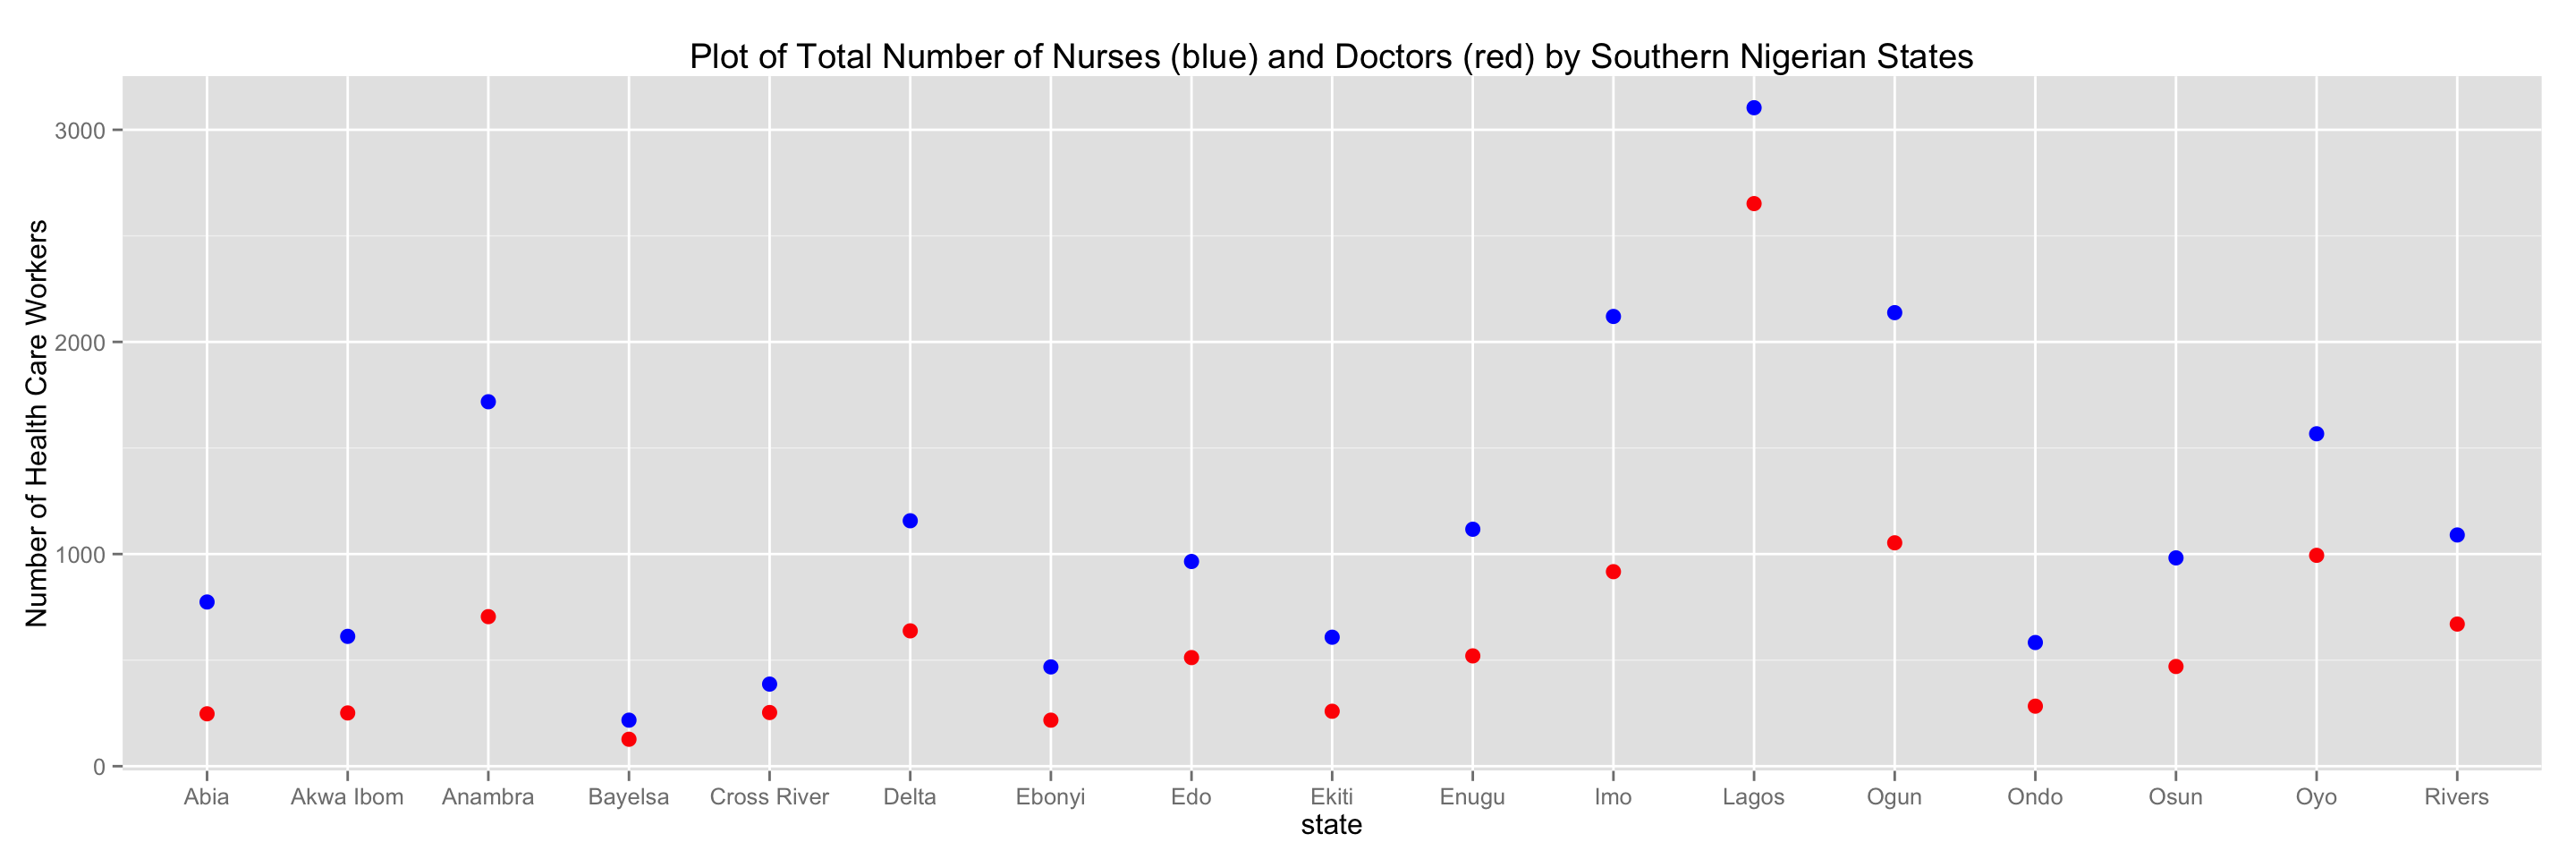 Plot of Total Number of Nurses (blue) and Doctors (red) by Southern Nigerian States
Number of Health Care Workers
3000
2000
1000
0
Abia Akwa Ibom Anambra Bayelsa Cross River Delta Ebonyi Edo Ekiti Enugu Imo Lagos Ogun Ondo Osun Oyo Rivers
state